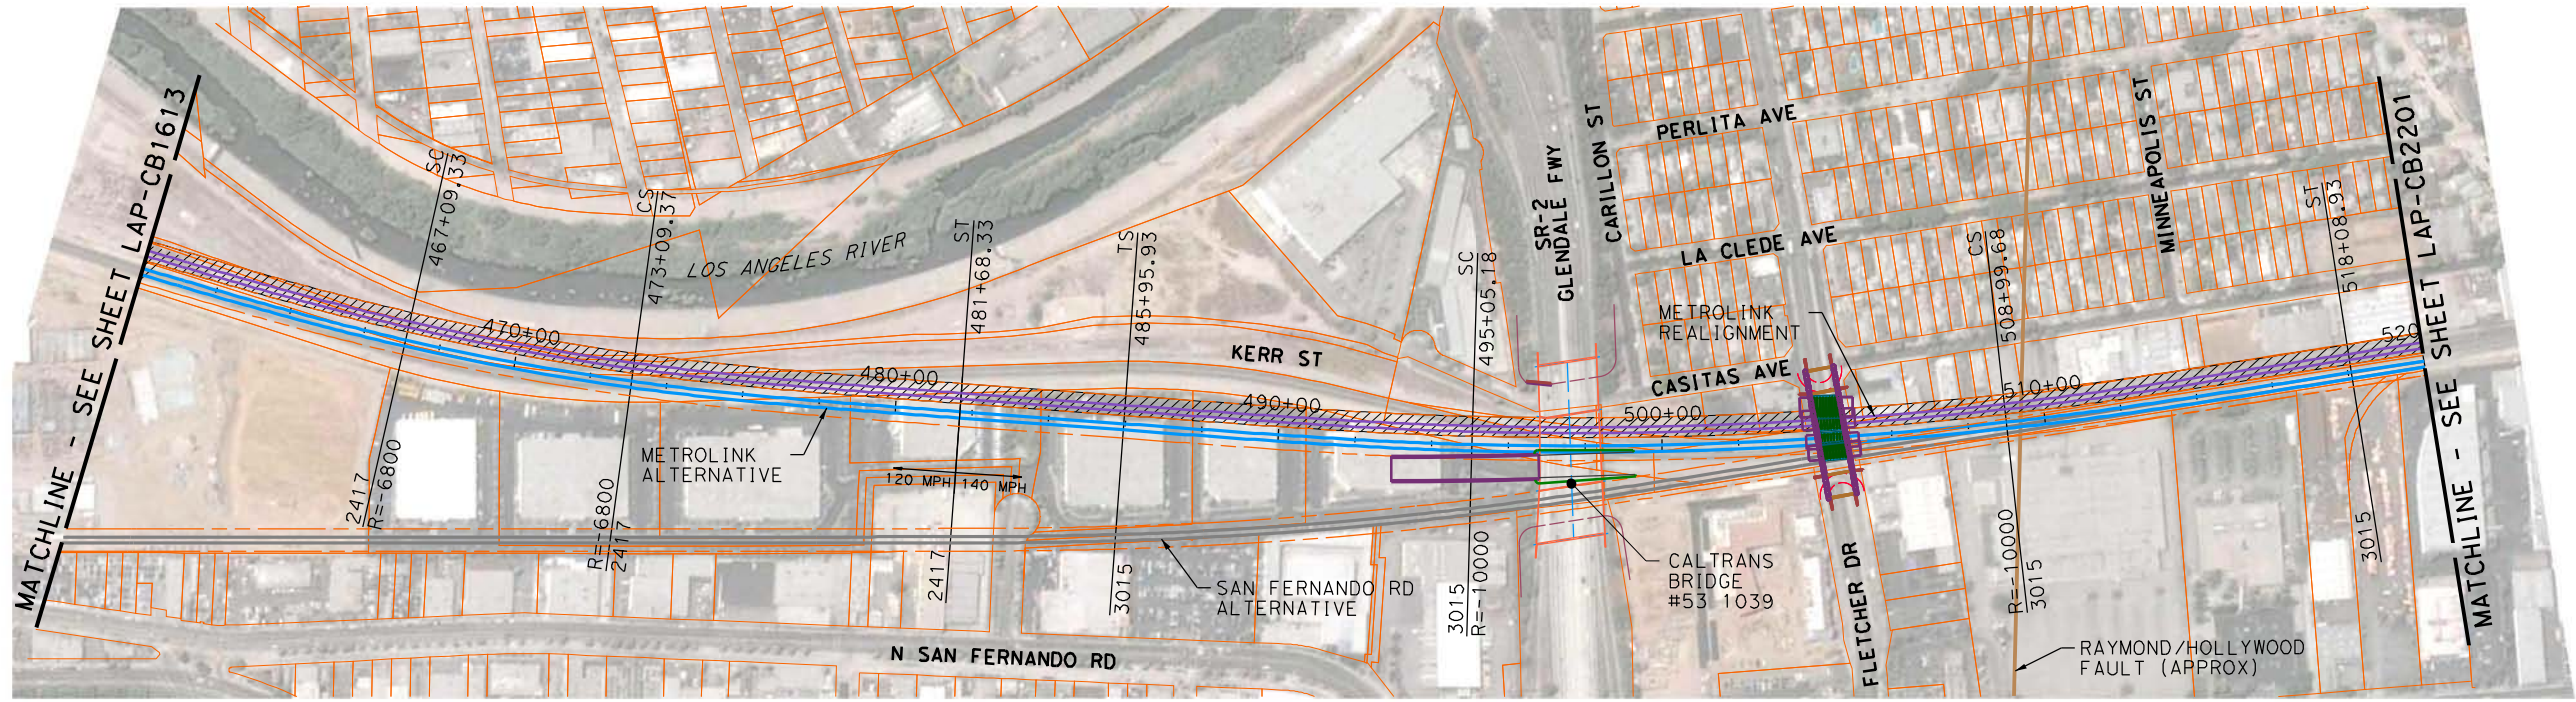 MATCHLINE - SEE SHEET LAP-CB1613
SC
467+09.33
2417
R=-6800
CS
473+09.37
R=-6800
2417
LOS ANGELES RIVER
ST
481+68.33
2417
TS
485+95.93
3015
SC
495+05.18
3015
R=-10000
SR-2
GLENDALE FWY
CARILLON ST
PERLITA AVE
LA CLEDE AVE
MINNEAPOLIS ST
METROLINK
REALIGNMENT
CASITAS AVE
KERR ST
CS
508+99.68
R=-10000
3015
ST
518+08.93
3015
470+00
480+00
490+00
500+00
510+00
520
METROLINK
ALTERNATIVE
120 MPH
140 MPH
SAN FERNANDO RD
ALTERNATIVE
CALTRANS
BRIDGE
#53 1039
FLETCHER DR
N SAN FERNANDO RD
RAYMOND/HOLLYWOOD
FAULT (APPROX)
MATCHLINE - SEE SHEET LAP-CB2201